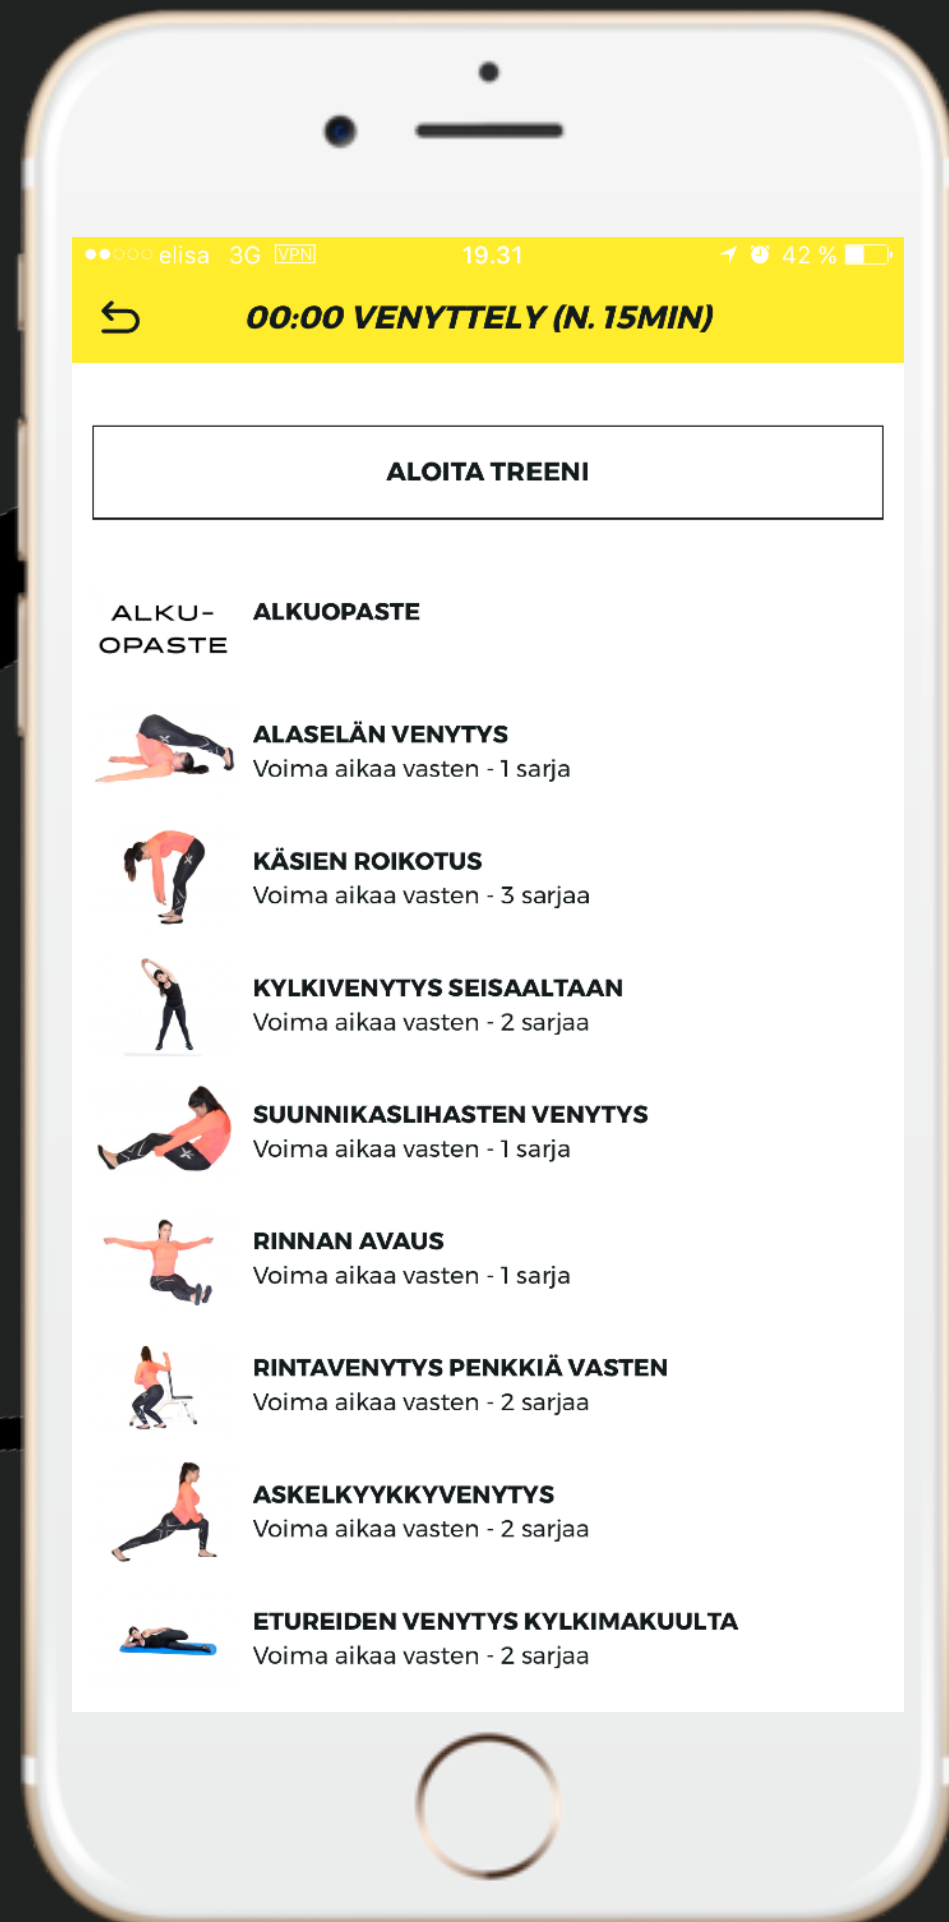 elisa 3G VPN 19.31 42 %
00:00 VENYTTELY (N. 15MIN)
ALOITA TREENI
ALKU-
OPASTE
ALKUOPASTE
ALASELÄN VENYTYS
Voima aikaa vasten - 1 sarja
KÄSIEN ROIKOTUS
Voima aikaa vasten - 3 sarjaa
KYLKIVENYTYS SEISAALTAAN
Voima aikaa vasten - 2 sarjaa
SUUNNIKASLIHASTEN VENYTYS
Voima aikaa vasten - 1 sarja
RINNAN AVAUS
Voima aikaa vasten - 1 sarja
RINTAVENYTYS PENKKIÄ VASTEN
Voima aikaa vasten - 2 sarjaa
ASKELKYYKKYVENYTYS
Voima aikaa vasten - 2 sarjaa
ETUREIDEN VENYTYS KYLKIMAKUULTA
Voima aikaa vasten - 2 sarjaa